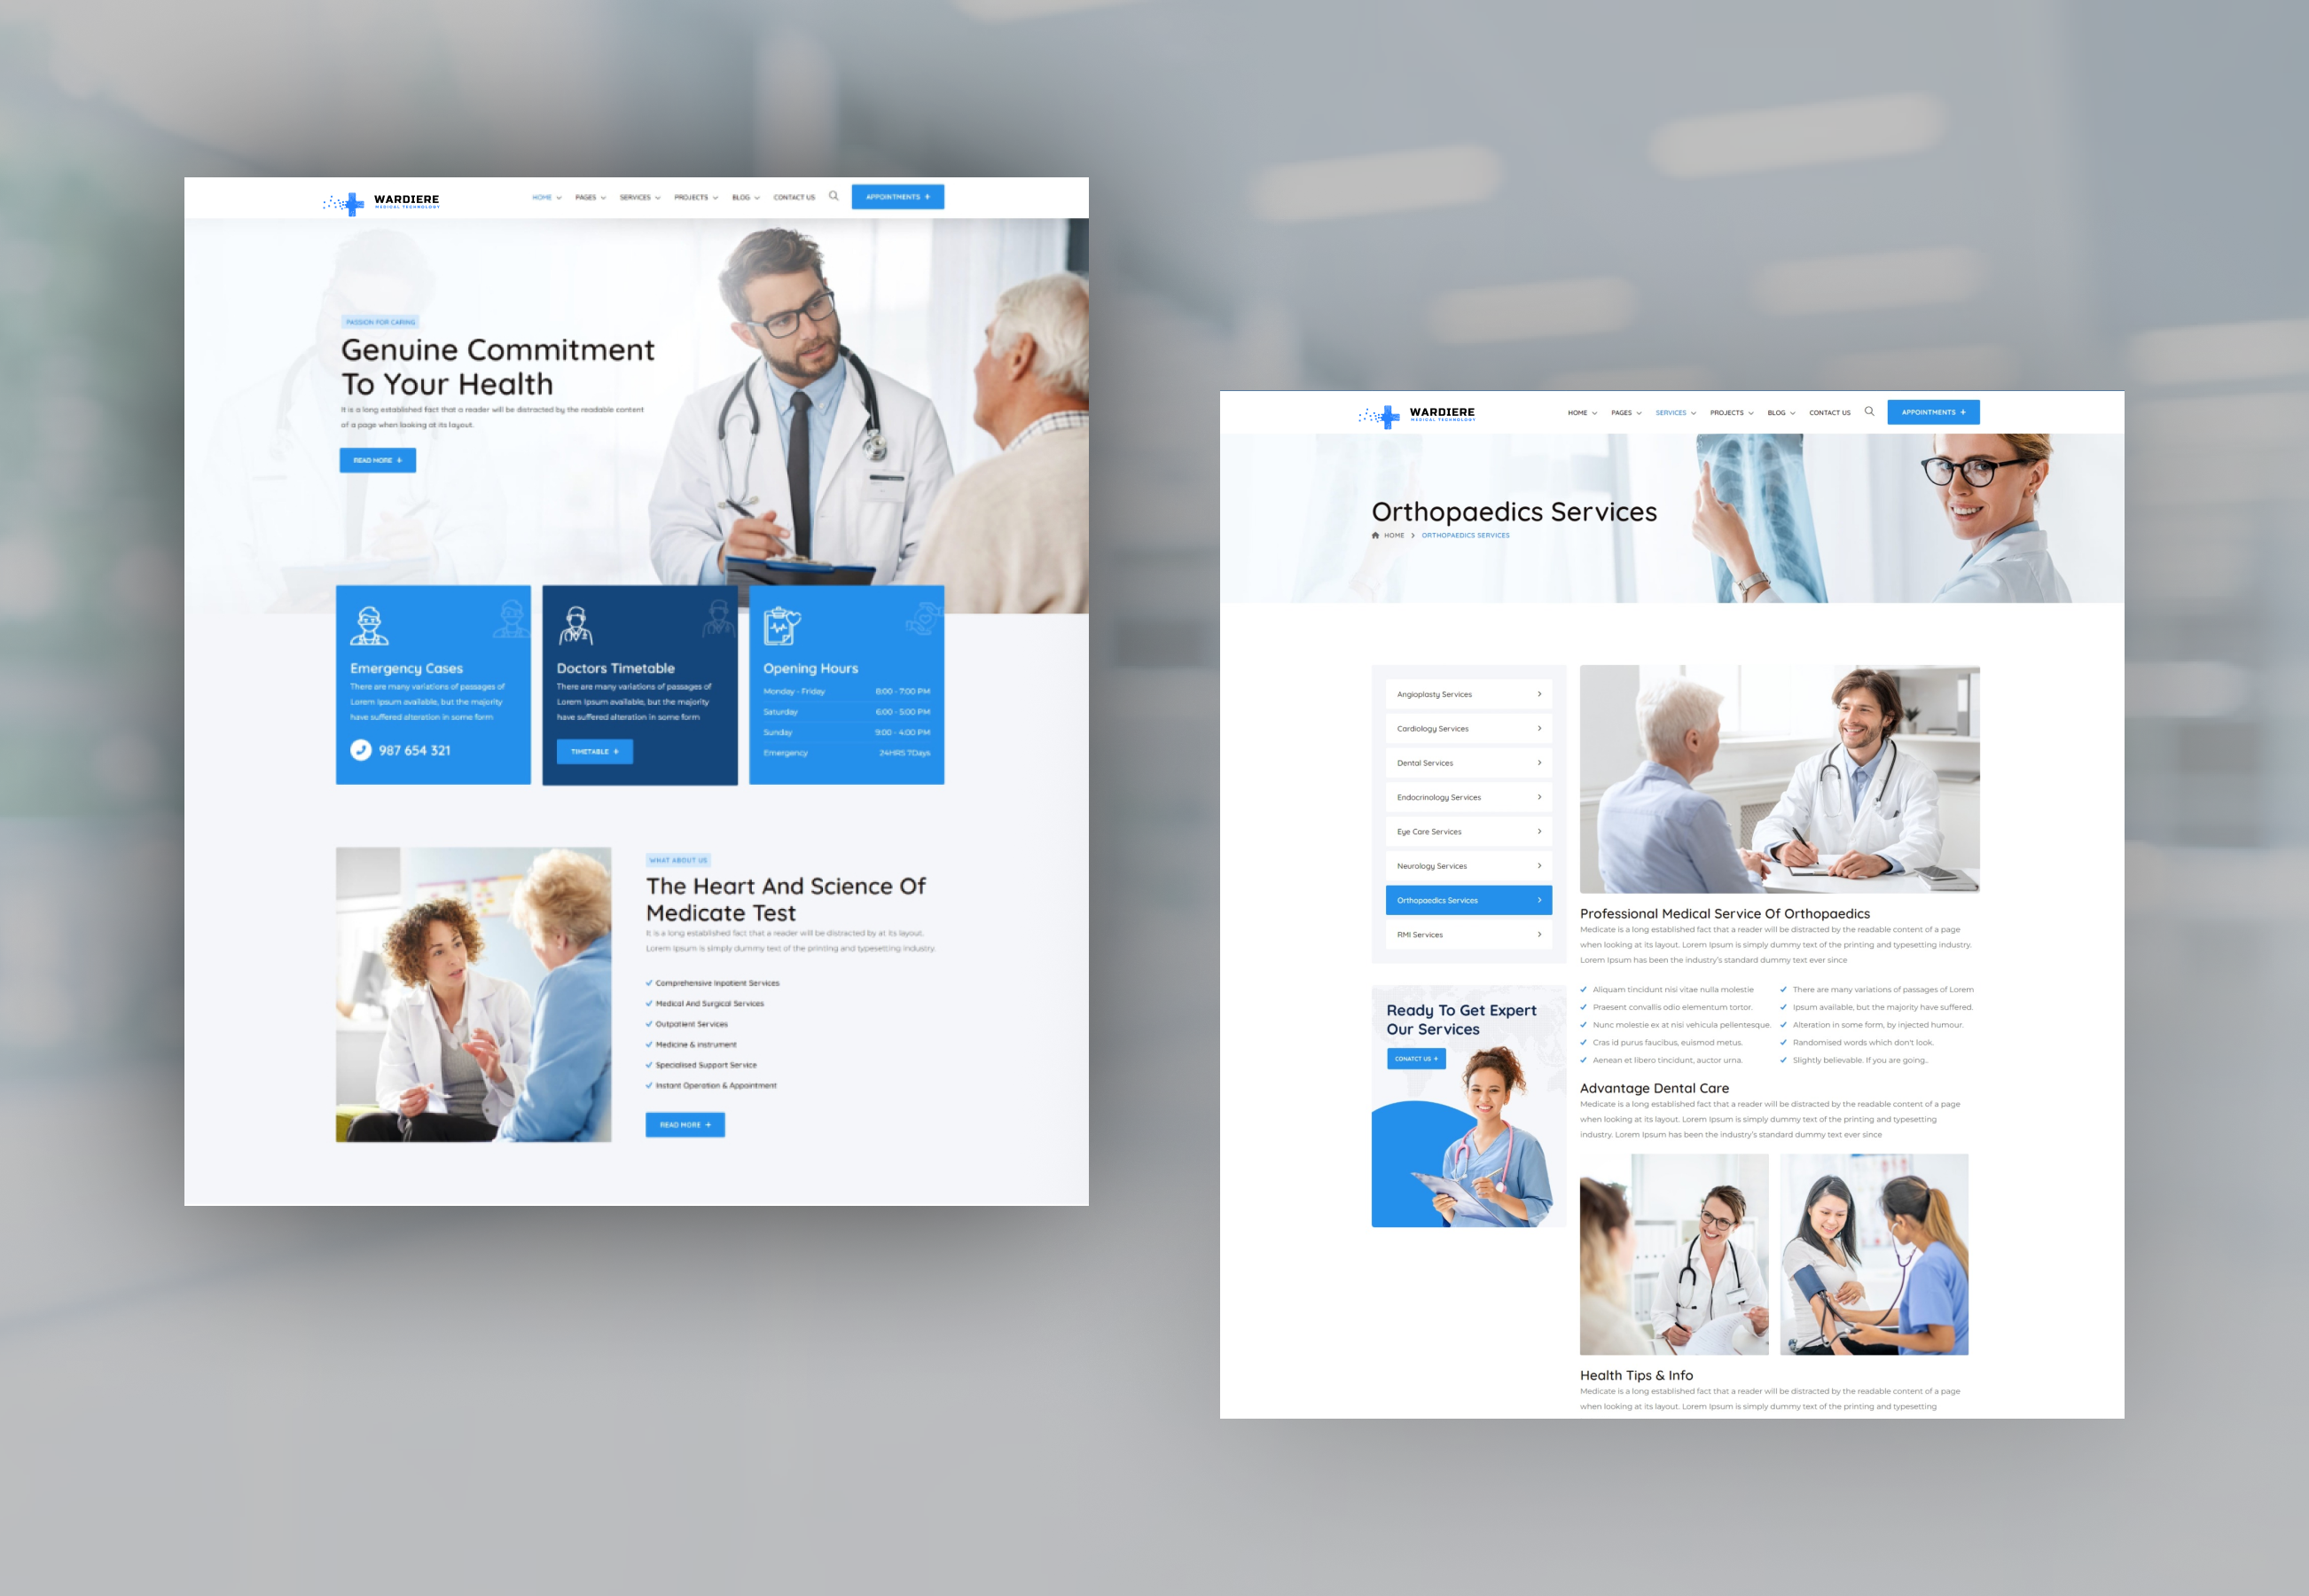 WARDIERE
MEDICAL TECHNOLOGY
HOME PAGES SERVICES PROJECTS BLOG CONTACT US APPOINTMENTS +
PASSION FOR CARING
Genuine Commitment
To Your Health
It is a long established fact that a reader will be distracted by the readable content
of a page when looking at its layout.
READ MORE +
Emergency Cases
There are many variations of passages of
Lorem Ipsum available, but the majority
have suffered alteration in some form
987 654 321
Doctors Timetable
There are many variations of passages of
Lorem Ipsum available, but the majority
have suffered alteration in some form
TIMETABLE +
Opening Hours
Monday - Friday 8:00 - 7:00 PM
Saturday 6:00 - 5:00 PM
Sunday 9:00 - 4:00 PM
Emergency 24HRS 7Days
WHAT ABOUT US
The Heart And Science Of
Medicate Test
It is a long established fact that a reader will be distracted by at its layout.
Lorem Ipsum is simply dummy text of the printing and typesetting industry.
Comprehensive Inpatient Services
Medical And Surgical Services
Outpatient Services
Medicine & instrument
Specialised Support Service
Instant Operation & Appointment
READ MORE +
WARDIERE
MEDICAL TECHNOLOGY
HOME PAGES SERVICES PROJECTS BLOG CONTACT US APPOINTMENTS +
Orthopaedics Services
HOME > ORTHOPAEDICS SERVICES
Angioplasty Services >
Cardiology Services >
Dental Services >
Endocrinology Services >
Eye Care Services >
Neurology Services >
Orthopaedics Services >
RMI Services >
Ready To Get Expert
Our Services
CONATCT US +
Professional Medical Service Of Orthopaedics
Medicate is a long established fact that a reader will be distracted by the readable content of a page
when looking at its layout. Lorem Ipsum is simply dummy text of the printing and typesetting industry.
Lorem Ipsum has been the industry's standard dummy text ever since
Aliquam tincidunt nisi vitae nulla molestie
Praesent convallis odio elementum tortor.
Nunc molestie ex at nisi vehicula pellentesque.
Cras id purus faucibus, euismod metus.
Aenean et libero tincidunt, auctor urna.
There are many variations of passages of Lorem
Ipsum available, but the majority have suffered.
Alteration in some form, by injected humour.
Randomised words which don't look.
Slightly believable. If you are going..
Advantage Dental Care
Medicate is a long established fact that a reader will be distracted by the readable content of a page
when looking at its layout. Lorem Ipsum is simply dummy text of the printing and typesetting
industry. Lorem Ipsum has been the industry's standard dummy text ever since
Health Tips & Info
Medicate is a long established fact that a reader will be distracted by the readable content of a page
when looking at its layout. Lorem Ipsum is simply dummy text of the printing and typesetting